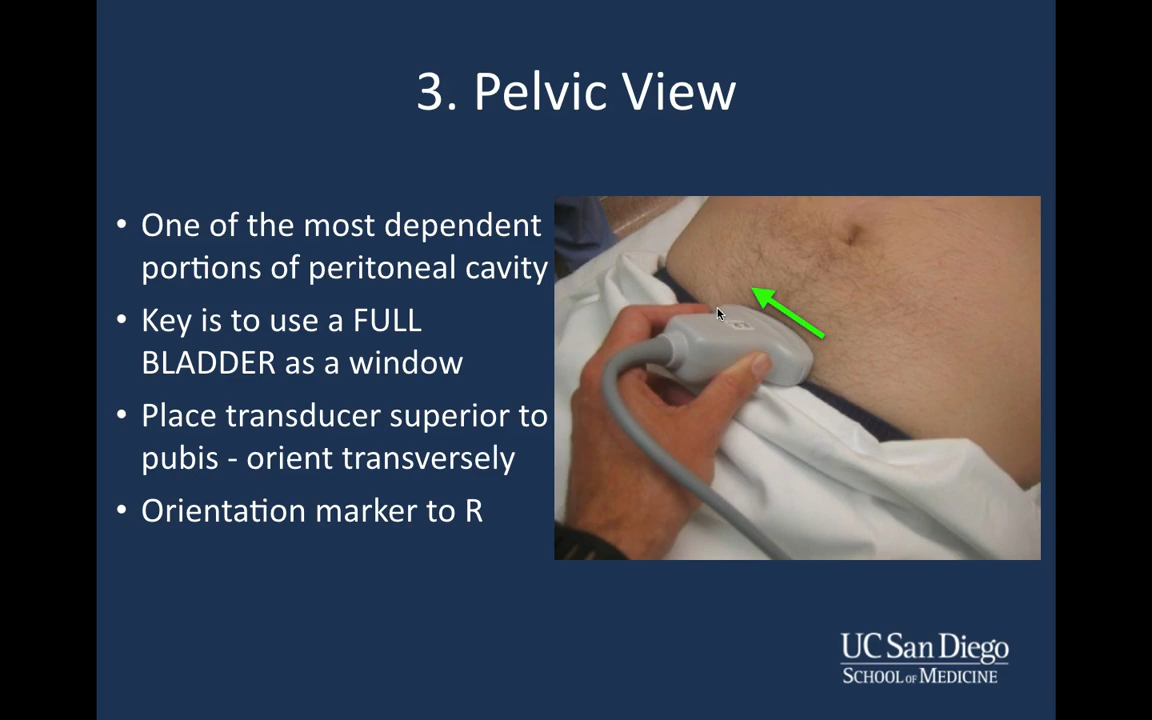 3. Pelvic View
• One of the most dependent
portions of peritoneal cavity
• Key is to use a FULL
BLADDER as a window
• Place transducer superior to
pubis - orient transversely
• Orientation marker to R
UC San Diego
SCHOOL OF MEDICINE